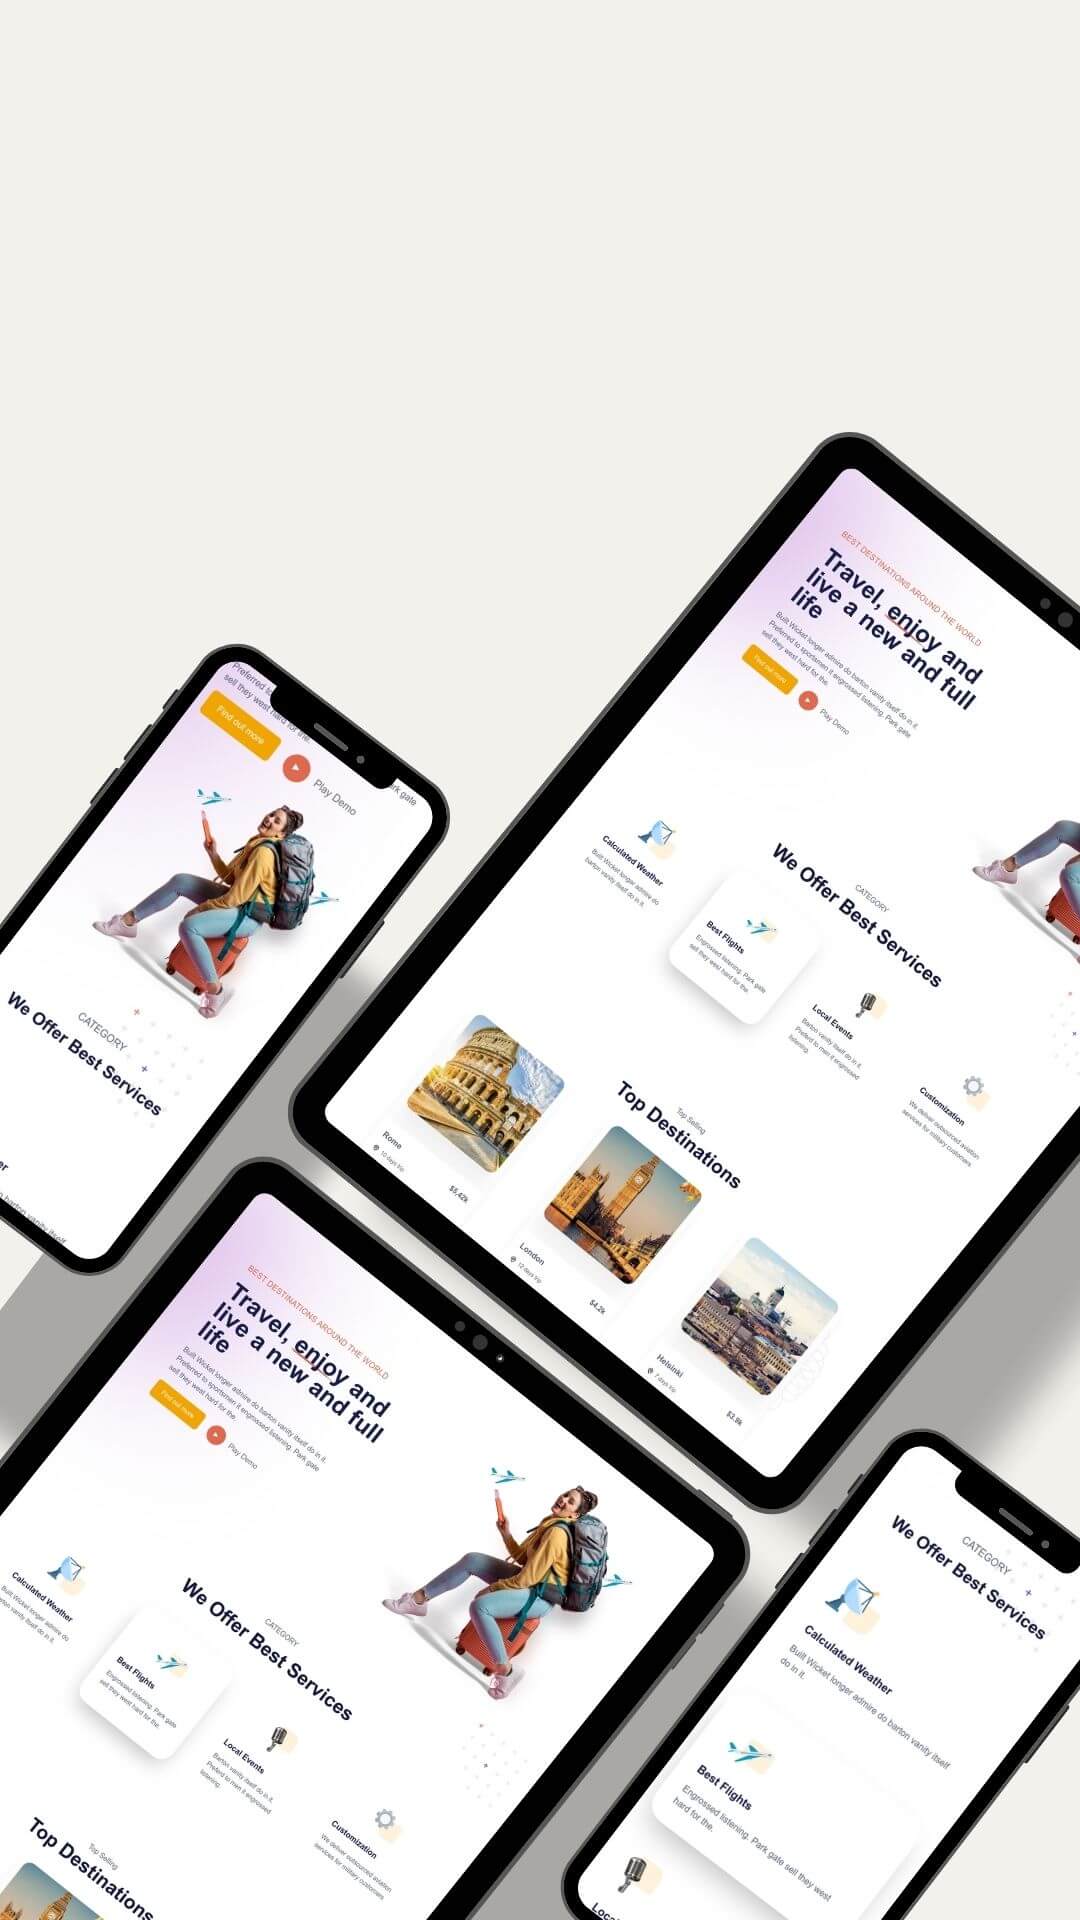 BEST DESTINATIONS AROUND THE WORLD
Travel, enjoy and
live a new and full
life
Built Wicket longer admire do barton vanity itself do in it.
Preferred to sportsmen it engrossed listening. Park gate
sell they west hard for the.
Find out more
Play Demo
CATEGORY
We Offer Best Services
Calculated Weather
Built Wicket longer admire do
barton vanity itself do in it.
Best Flights
Engrossed listening. Park gate
sell they west hard for the.
Local Events
Barton vanity itself do in it.
Preferd to men it engrossed
listening.
Customization
We deliver outsourced aviation
services for military customers
Top Selling
Top Destinations
Rome
10 days trip
$5,42k
London
12 days trip
$4.2k
Helsinki
7 days trip
$3.9k
Preferred to
sell they west hard for the.
rk gate
Find out more
Play Demo
CATEGORY
We Offer Best Services
er
o barton vanity itself
BEST DESTINATIONS AROUND THE WORLD
Travel, enjoy and
live a new and full
life
Built Wicket longer admire do barton vanity itself do in it.
Preferred to sportsmen it engrossed listening. Park gate
sell they west hard for the.
Find out more
Play Demo
CATEGORY
We Offer Best Services
Calculated Weather
Built Wicket longer admire do
barton vanity itself do in it.
Best Flights
Engrossed listening. Park gate
sell they west hard for the.
Local Events
Barton vanity itself do in it.
Preferd to men it engrossed
listening.
Customization
We deliver outsourced aviation
services for military customers
Top Selling
Top Destinations
CATEGORY
We Offer Best Services
Calculated Weather
Built Wicket longer admire do barton vanity itself
do in it.
Best Flights
Engrossed listening. Park gate sell they west
hard for the.
Loca